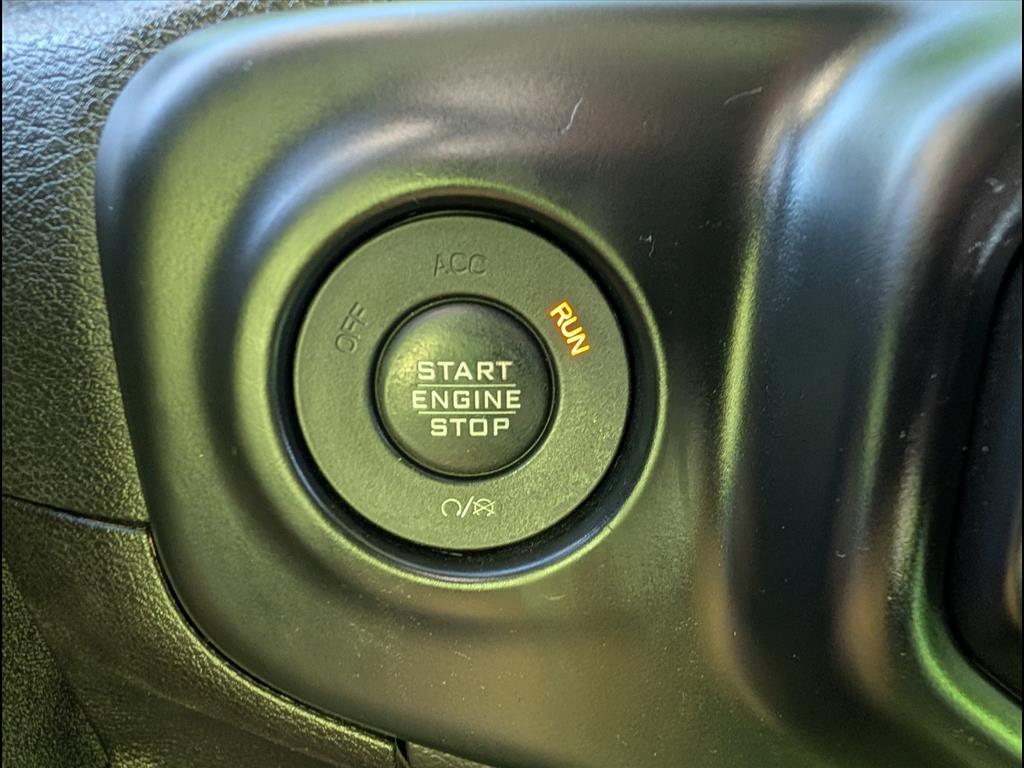 ACC
OFF
RUN
START
ENGINE
STOP